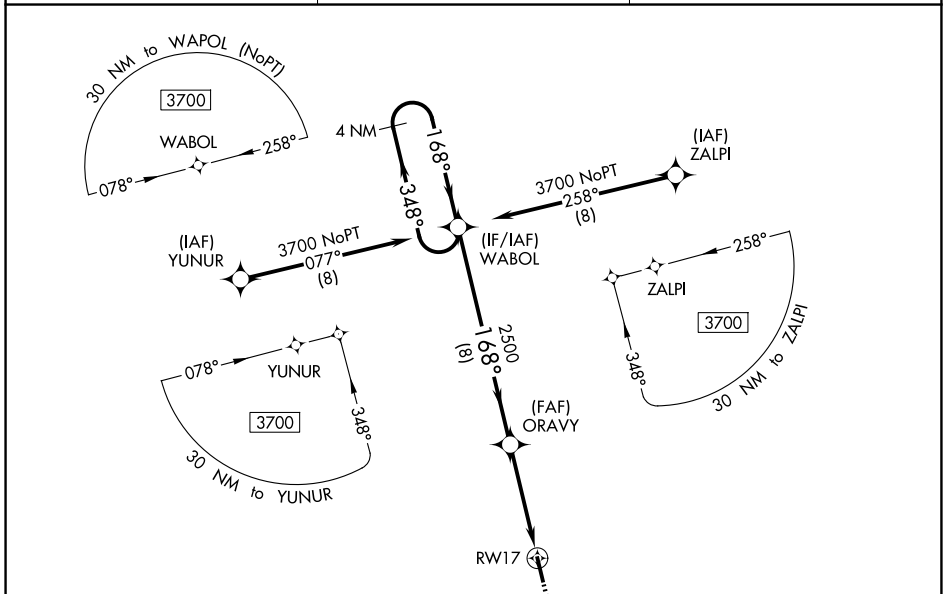 30 NM to WAPOL (NoPT)
3700
WABOL
078°
258°
4 NM
168°
348°
(IAF)
ZALPI
3700 NoPT
258°
(8)
(IAF)
YUNUR
3700 NoPT
077°
(8)
(IF/IAF)
WABOL
258°
ZALPI
3700
348°
30 NM to ZALPI
2500
168°
(8)
078°
YUNUR
348°
3700
30 NM to YUNUR
(FAF)
ORAVY
RW17